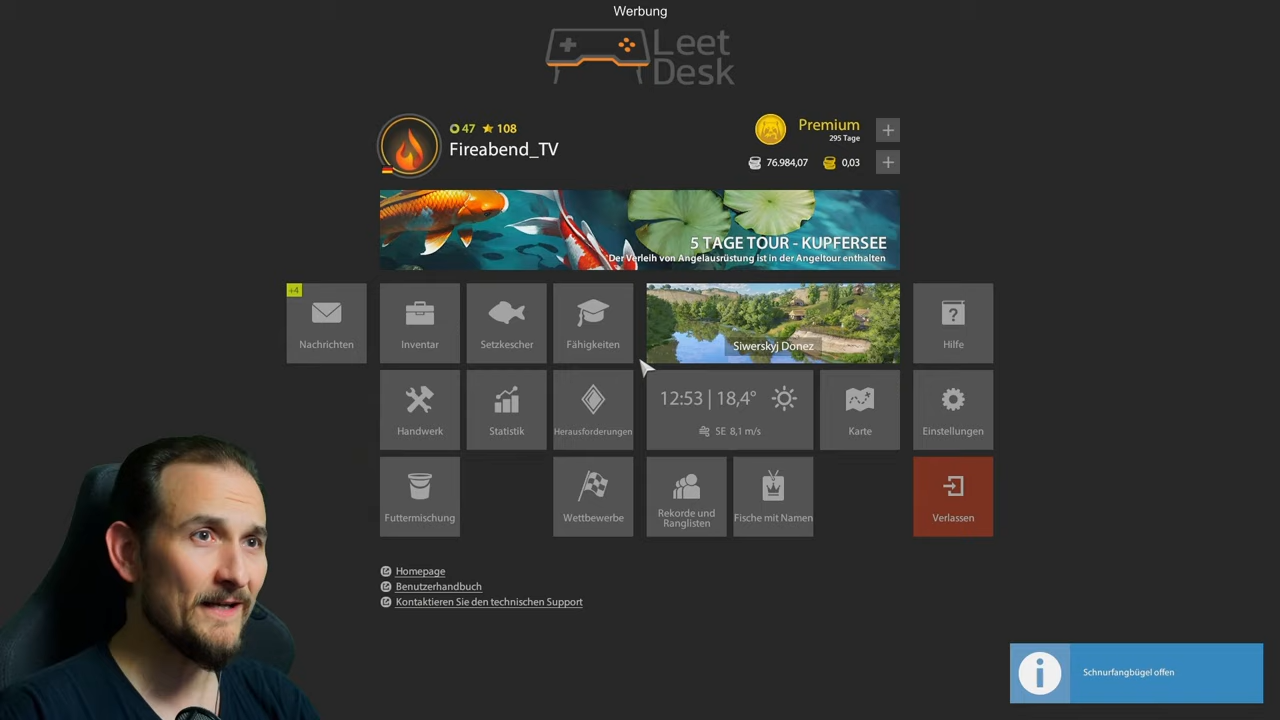 Werbung
Leet
Desk
47 108
Fireabend_TV
Premium
295 Tage
76.984,07 0,03
5 TAGE TOUR - KUPFERSEE
*Der Verleih von Angelausrüstung ist in der Angeltour enthalten
+4
Nachrichten
Inventar
Setzkescher
Fähigkeiten
Siwerskyj Donez
Hilfe
Handwerk
Statistik
Herausforderungen
12:53 | 18,4°
SE 8,1 m/s
Karte
Einstellungen
Futtermischung
Wettbewerbe
Rekorde und
Ranglisten
Fische mit Namen
Verlassen
Homepage
Benutzerhandbuch
Kontaktieren Sie den technischen Support
Schnurfangbügel offen